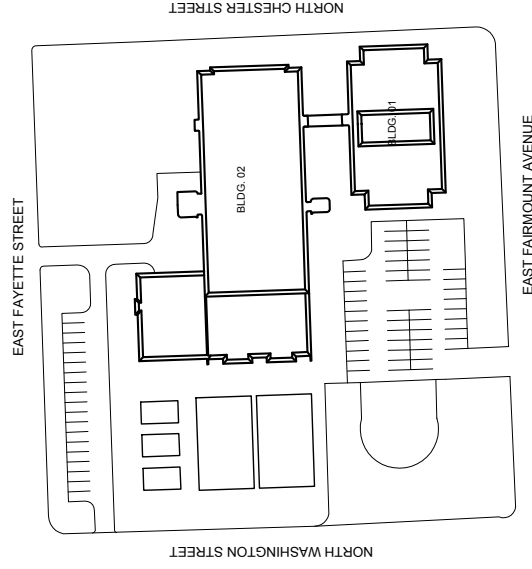 NORTH CHESTER STREET
EAST FAYETTE STREET
BLDG. 02
BLDG. 01
EAST FAIRMOUNT AVENUE
NORTH WASHINGTON STREET